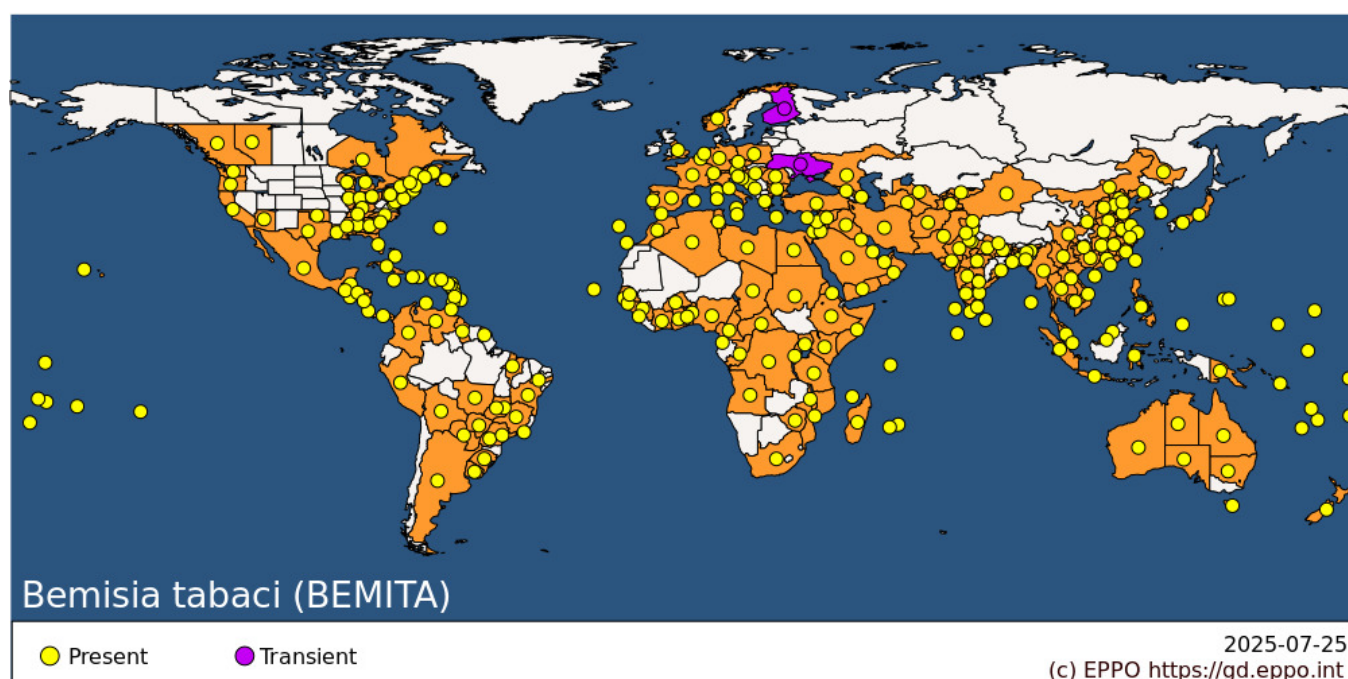 Bemisia tabaci (BEMITA)
Present
Transient
2025-07-25
(c) EPPO https://gd.eppo.int